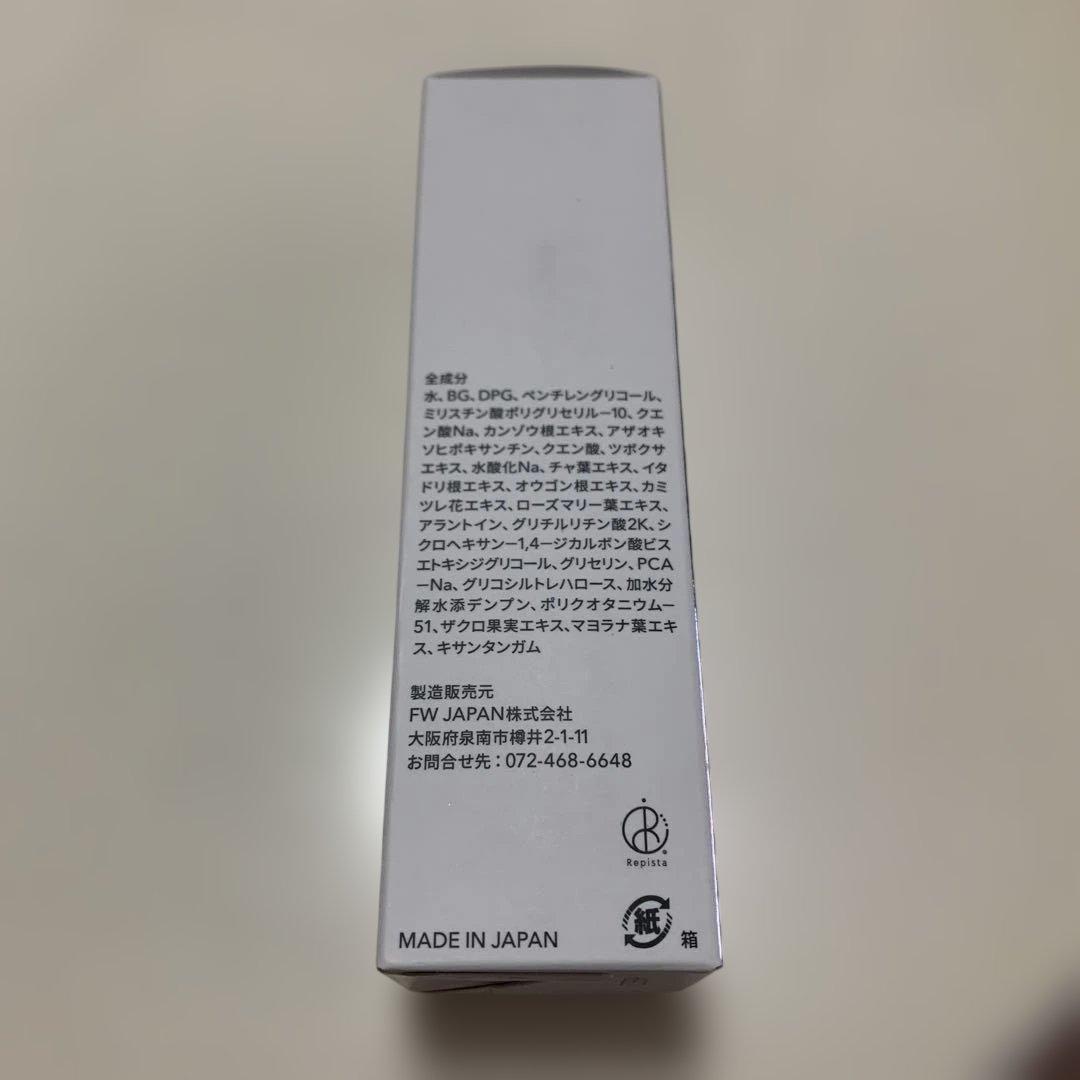 全成分
水、BG、DPG、ペンチレングリコール、
ミリスチン酸ポリグリセリル−10、クエ
ン酸Na、カンゾウ根エキス、アザオキ
ソヒポキサンチン、クエン酸、ツボクサ
エキス、水酸化Na、チャ葉エキス、イタ
ドリ根エキス、オウゴン根エキス、カミ
ツレ花エキス、ローズマリー葉エキス、
アラントイン、グリチルリチン酸2K、シ
クロヘキサン−1,4−ジカルボン酸ビス
エトキシジグリコール、グリセリン、PCA
−Na、グリコシルトレハロース、加水分
解水添デンプン、ポリクオタニウム−
51、ザクロ果実エキス、マヨラナ葉エキ
ス、キサンタンガム
製造販売元
FW JAPAN株式会社
大阪府泉南市樽井2-1-11
お問合せ先：072-468-6648
Repista
紙
箱
MADE IN JAPAN